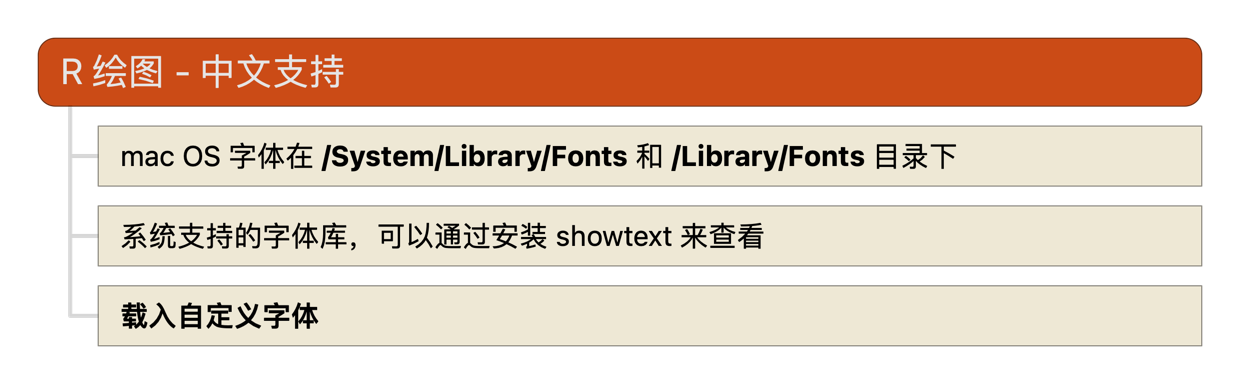 R 绘图 - 中文支持
mac OS 字体在 /System/Library/Fonts 和 /Library/Fonts 目录下
系统支持的字体库，可以通过安装 showtext 来查看
载入自定义字体